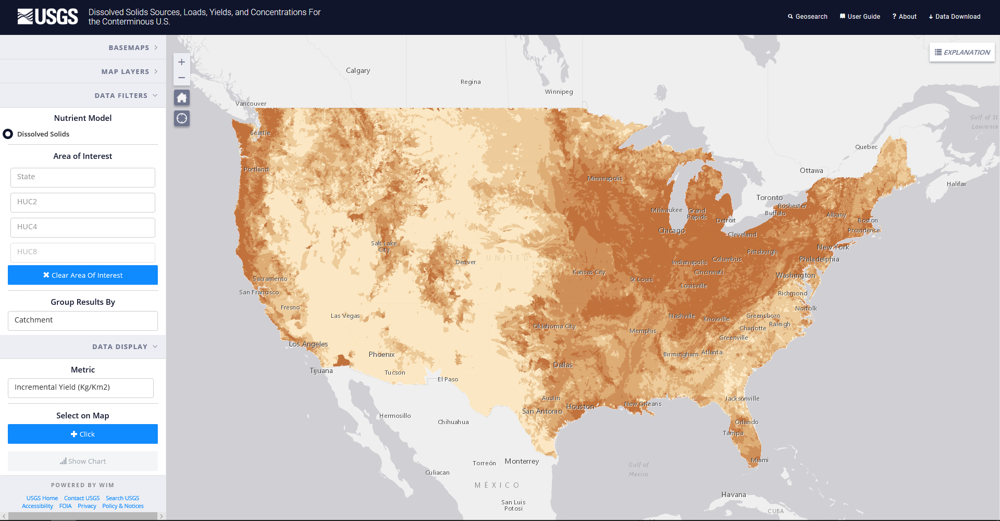 USGS
Dissolved Solids Sources, Loads, Yields, and Concentrations For
the Conterminous U.S.
Geosearch
User Guide
? About
Data Download
BASEMAPS
MAP LAYERS
DATA FILTERS
Nutrient Model
Dissolved Solids
Area of Interest
State
HUC2
HUC4
HUC8
Clear Area Of Interest
Group Results By
Catchment
DATA DISPLAY
Metric
Incremental Yield (Kg/Km2)
Select on Map
Click
Show Chart
POWERED BY WIM
USGS Home Contact USGS Search USGS
Accessibility FOIA Privacy Policy & Notices
+
−
EXPLANATION
Calgary
Regina
Winnipeg
Vancouver
Gulf of St.
Lawrence
Seattle
Quebec
Portland
Ottawa
Minneapolis
Halifax
Toronto
Rochester
Buffalo
Milwaukee
Grand
Rapids
Albany
Detroit
Boston
Chicago
Providence
Cleveland
Salt Lake
City
New York
Pittsburgh
UNITED STATES
Denver
Indianapolis
Columbus
Philadelphia
Kansas City
Cincinnati
Washington
Sacramento
St Louis
Louisville
San Francisco
Richmond
Fresno
Norfolk
Las Vegas
Nashville
Knoxville
Greensboro
Raleigh
Oklahoma City
Charlotte
Memphis
Greenville
Los Angeles
Phoenix
Birmingham
Atlanta
Dallas
Tijuana
Tucson
El Paso
Austin
Jacksonville
Houston
New Orleans
San Antonio
Hermosillo
Chihuahua
Orlando
Tampa
Torreón
Monterrey
Miami
Gulf of
Mexico
Culiacan
MÉXICO
Havana
San Luis
Potosi
CUBA